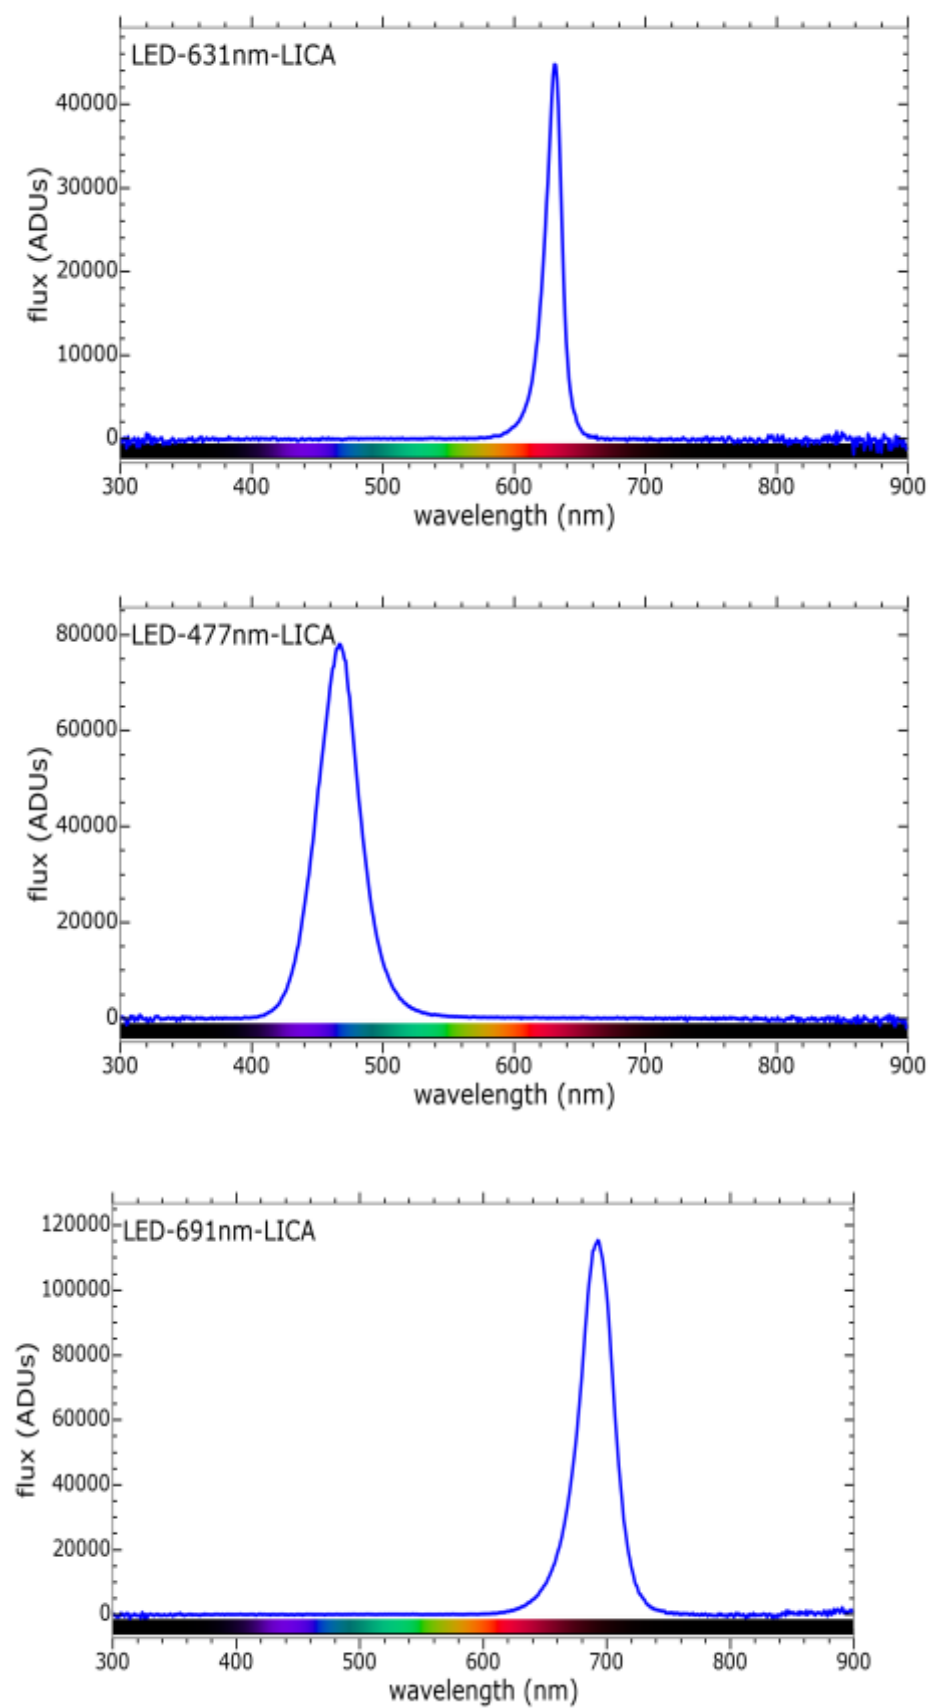 LED-631nm-LICA
40000
30000
20000
10000
0
flux (ADUs)
300 400 500 600 700 800 900
wavelength (nm)
LED-477nm-LICA
80000
60000
40000
20000
0
flux (ADUs)
300 400 500 600 700 800 900
wavelength (nm)
LED-691nm-LICA
120000
100000
80000
60000
40000
20000
0
flux (ADUs)
300 400 500 600 700 800 900
wavelength (nm)